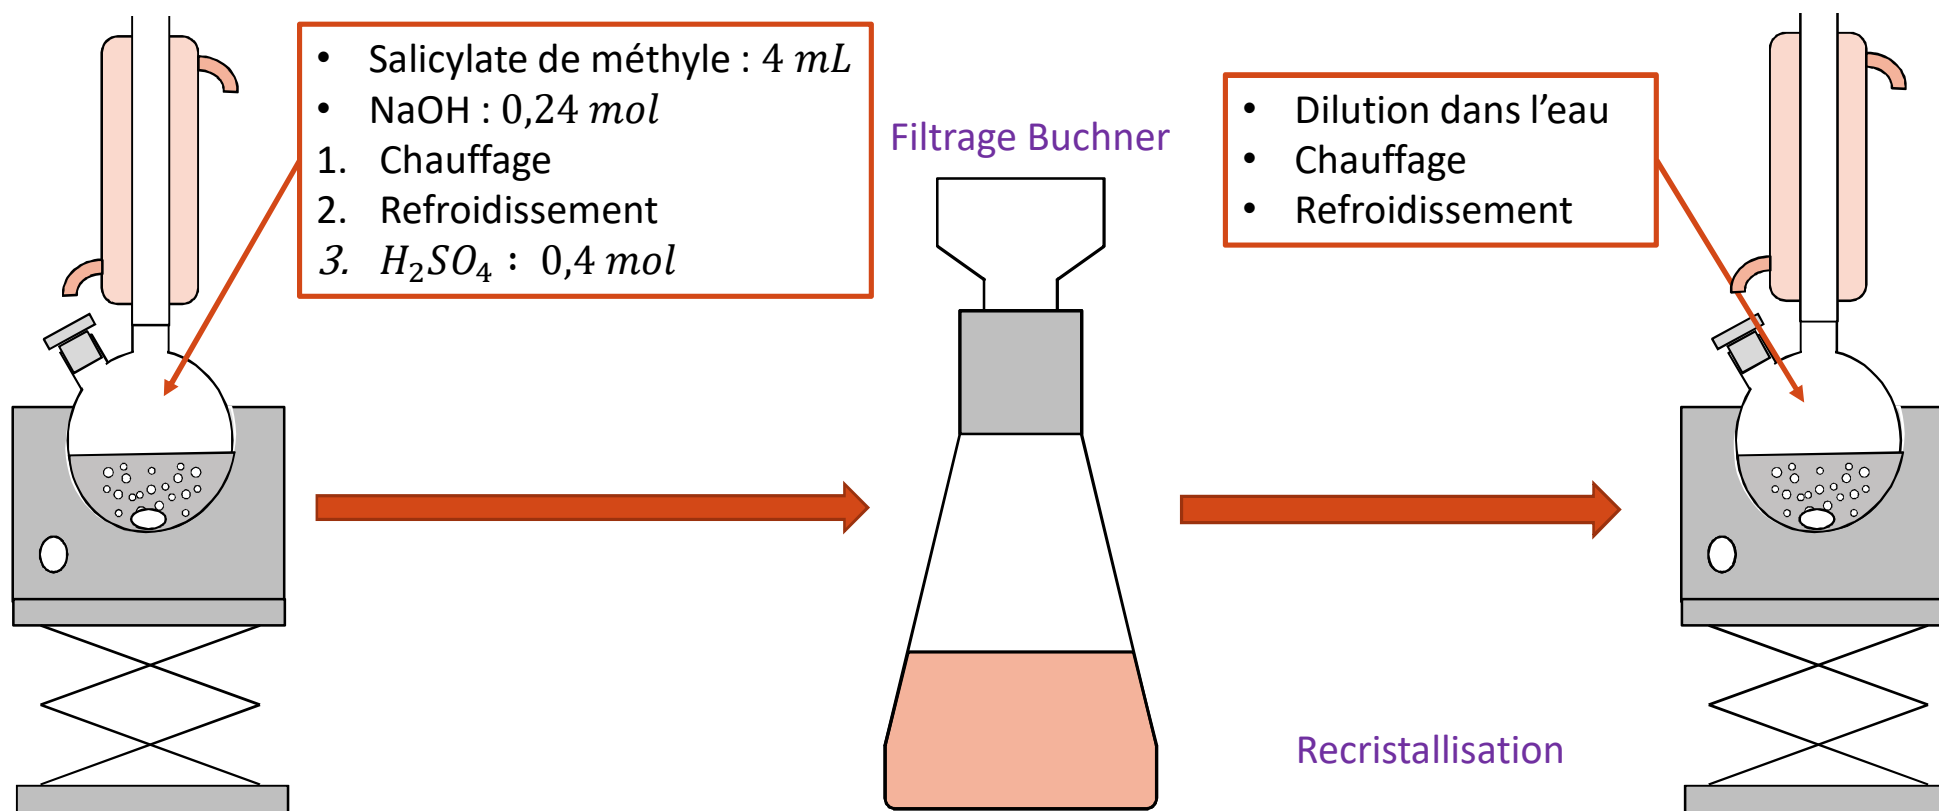 • Salicylate de méthyle : 4 mL
• NaOH : 0,24 mol
1. Chauffage
2. Refroidissement
3. H₂SO₄ : 0,4 mol
Filtrage Buchner
• Dilution dans l’eau
• Chauffage
• Refroidissement
Recristallisation